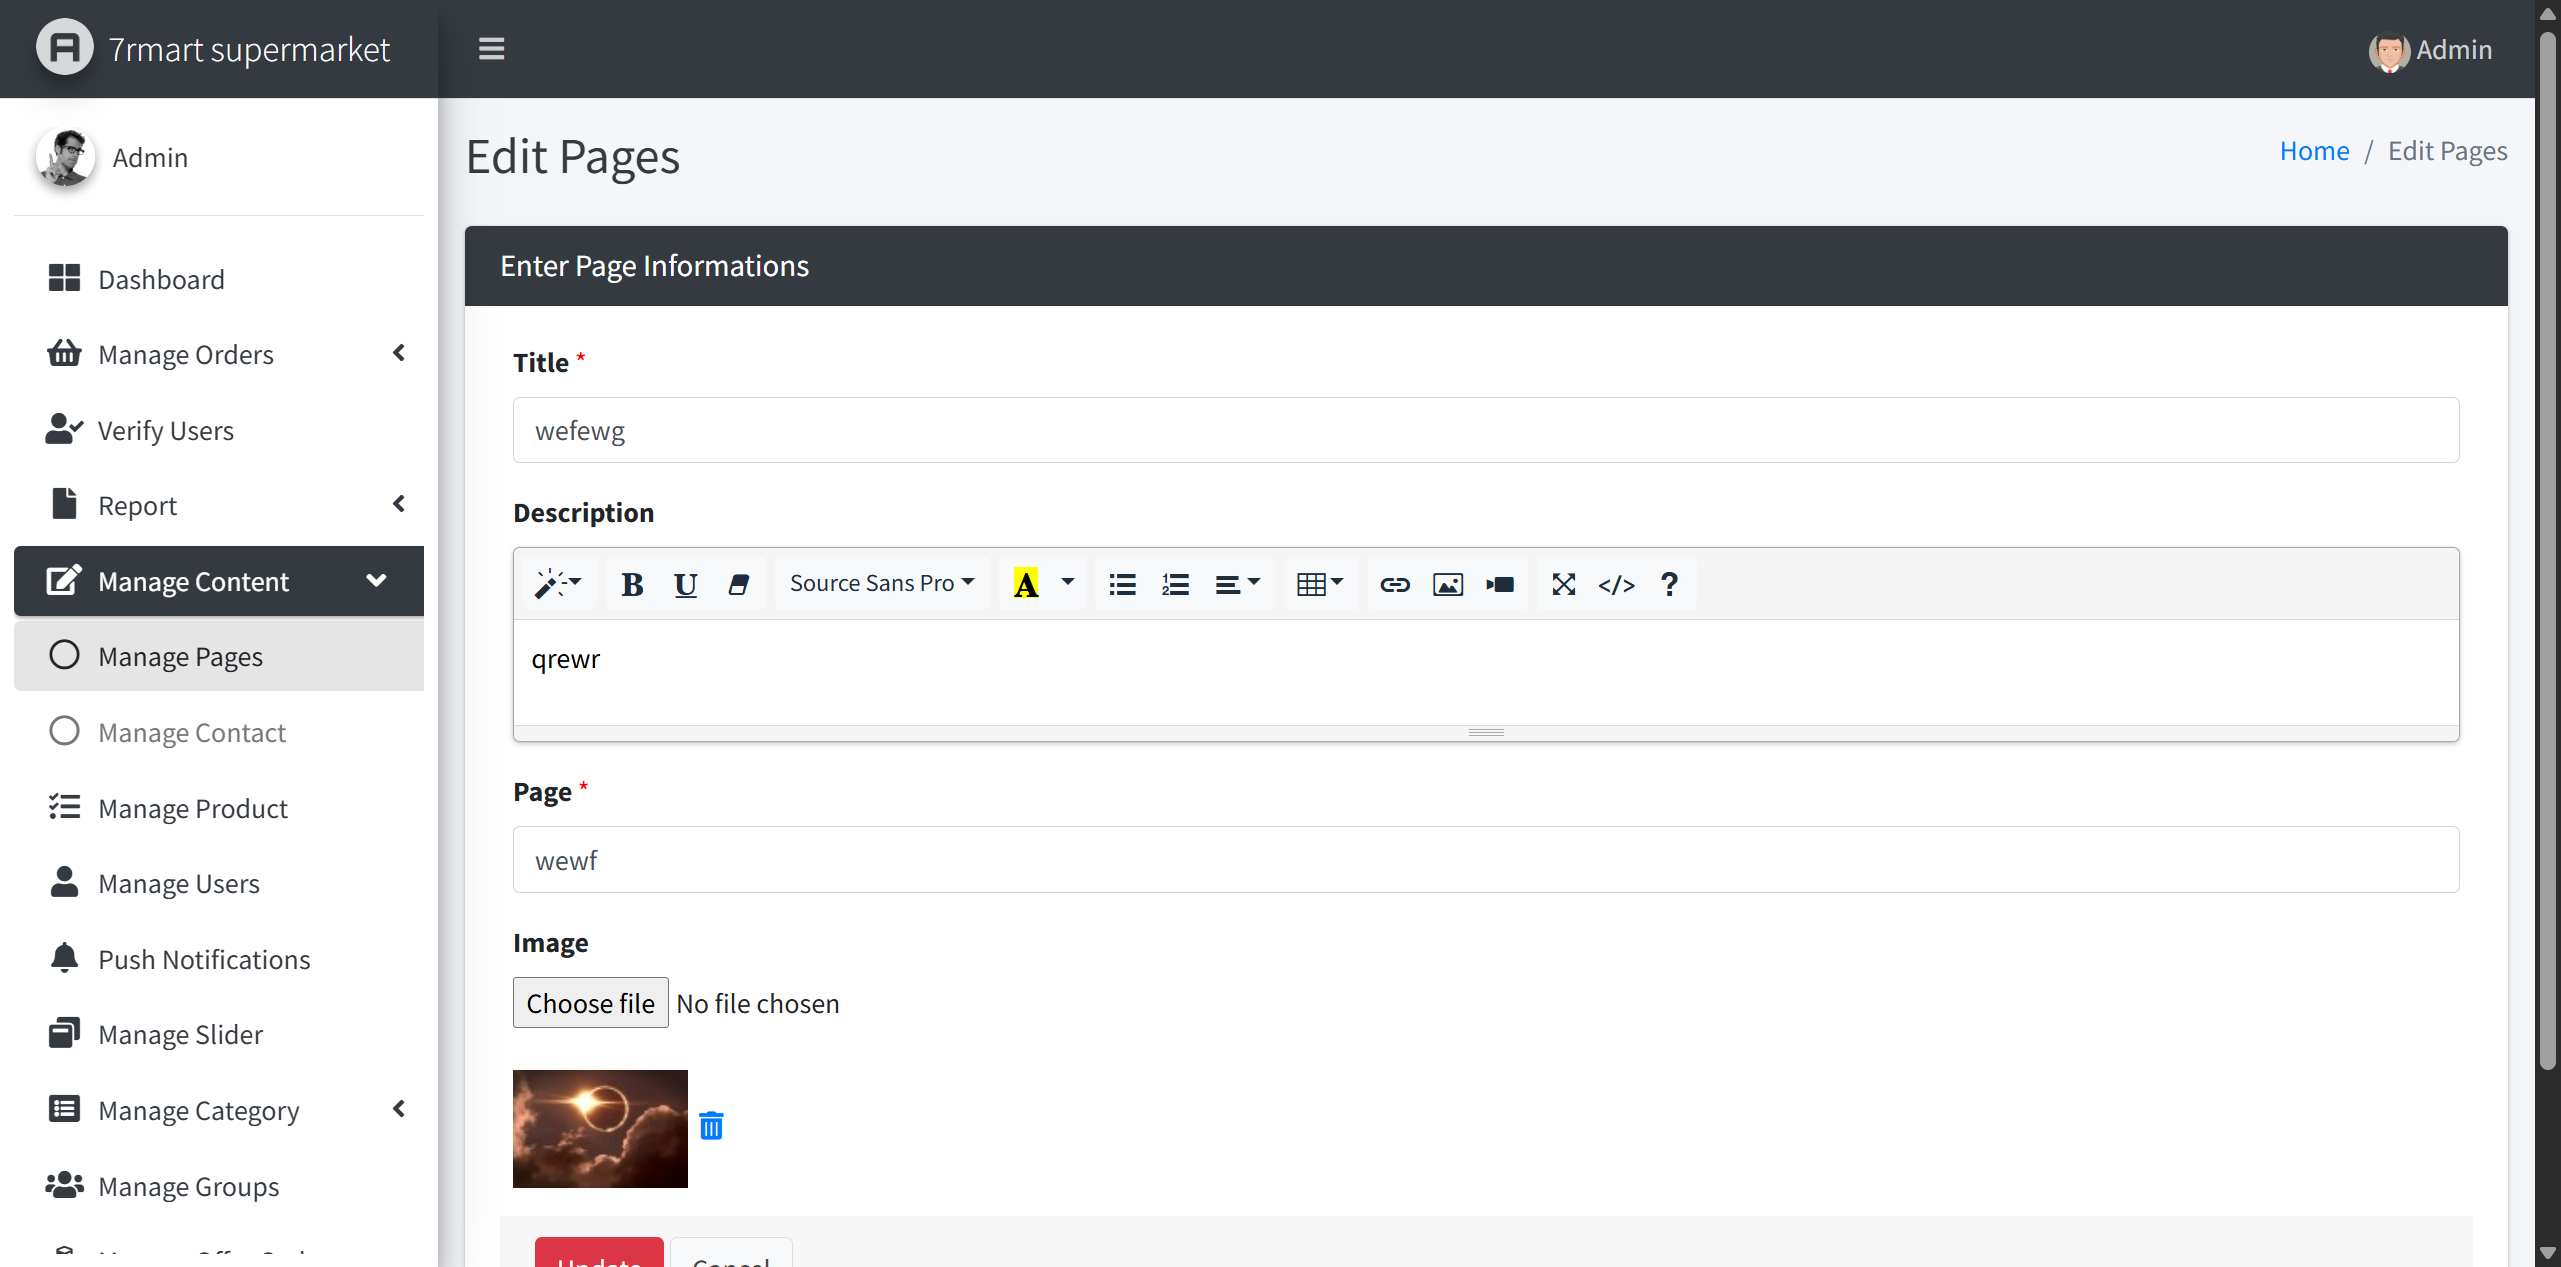 7rmart supermarket
Admin
Admin
Dashboard
Manage Orders
Verify Users
Report
Manage Content
Manage Pages
Manage Contact
Manage Product
Manage Users
Push Notifications
Manage Slider
Manage Category
Manage Groups
Edit Pages
Home / Edit Pages
Enter Page Informations
Title *
wefewg
Description
B U Source Sans Pro A </> ?
qrewr
Page *
wewf
Image
Choose file No file chosen
Update Cancel